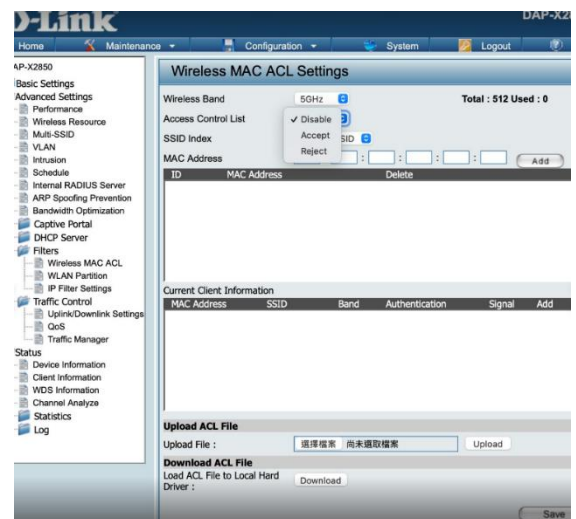 D-Link
DAP-X28
Home Maintenance Configuration System Logout
AP-X2850
Basic Settings
Advanced Settings
Performance
Wireless Resource
Multi-SSID
VLAN
Intrusion
Schedule
Internal RADIUS Server
ARP Spoofing Prevention
Bandwidth Optimization
Captive Portal
DHCP Server
Filters
Wireless MAC ACL
WLAN Partition
IP Filter Settings
Traffic Control
Uplink/Downlink Settings
QoS
Traffic Manager
Status
Device Information
Client Information
WDS Information
Channel Analyze
Statistics
Log
Wireless MAC ACL Settings
Wireless Band 5GHz Total : 512 Used : 0
Access Control List ✓ Disable
Accept
Reject
SSID Index SSID
MAC Address : : : : Add
ID MAC Address Delete
Current Client Information
MAC Address SSID Band Authentication Signal Add
Upload ACL File
Upload File : 選擇檔案 尚未選取檔案 Upload
Download ACL File
Load ACL File to Local Hard
Driver : Download
Save